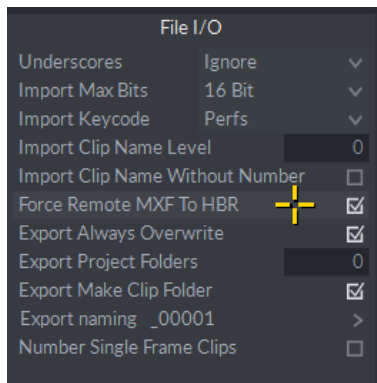 File I/O
Underscores Ignore
Import Max Bits 16 Bit
Import Keycode Perfs
Import Clip Name Level 0
Import Clip Name Without Number
Force Remote MXF To HBR
Export Always Overwrite
Export Project Folders 0
Export Make Clip Folder
Export naming _00001 >
Number Single Frame Clips